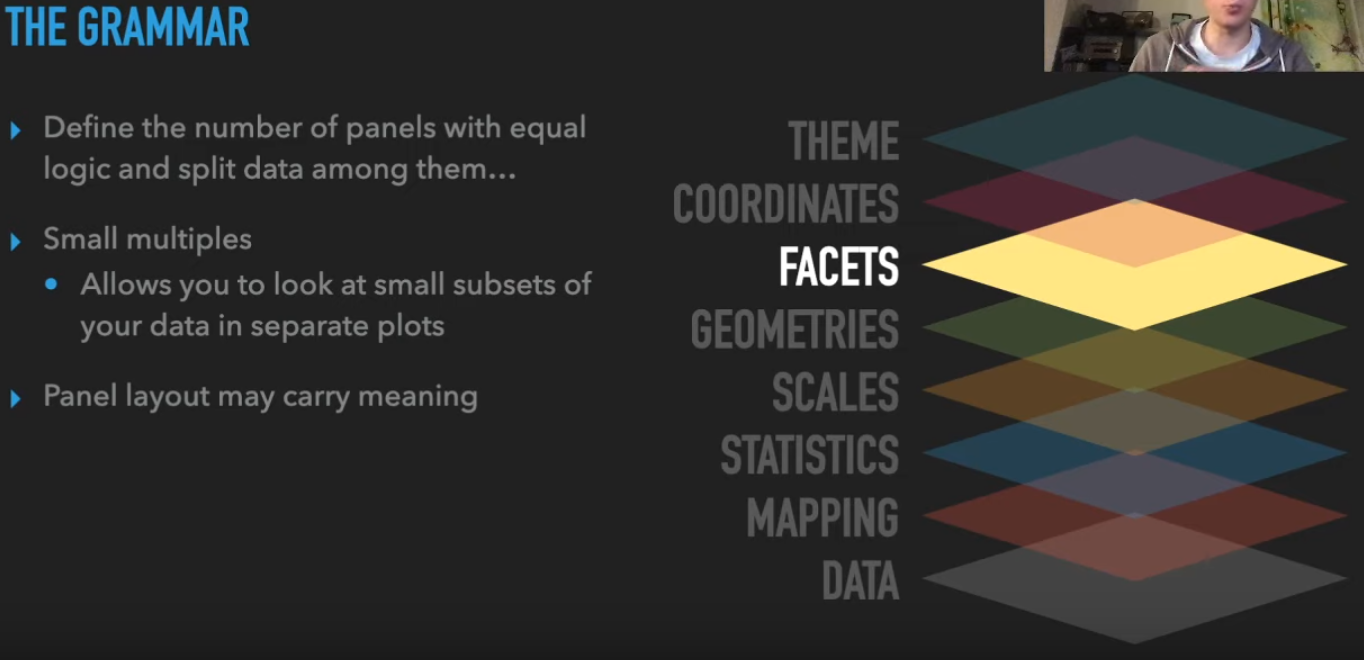 THE GRAMMAR
Define the number of panels with equal
logic and split data among them…
Small multiples
Allows you to look at small subsets of
your data in separate plots
Panel layout may carry meaning
THEME
COORDINATES
FACETS
GEOMETRIES
SCALES
STATISTICS
MAPPING
DATA